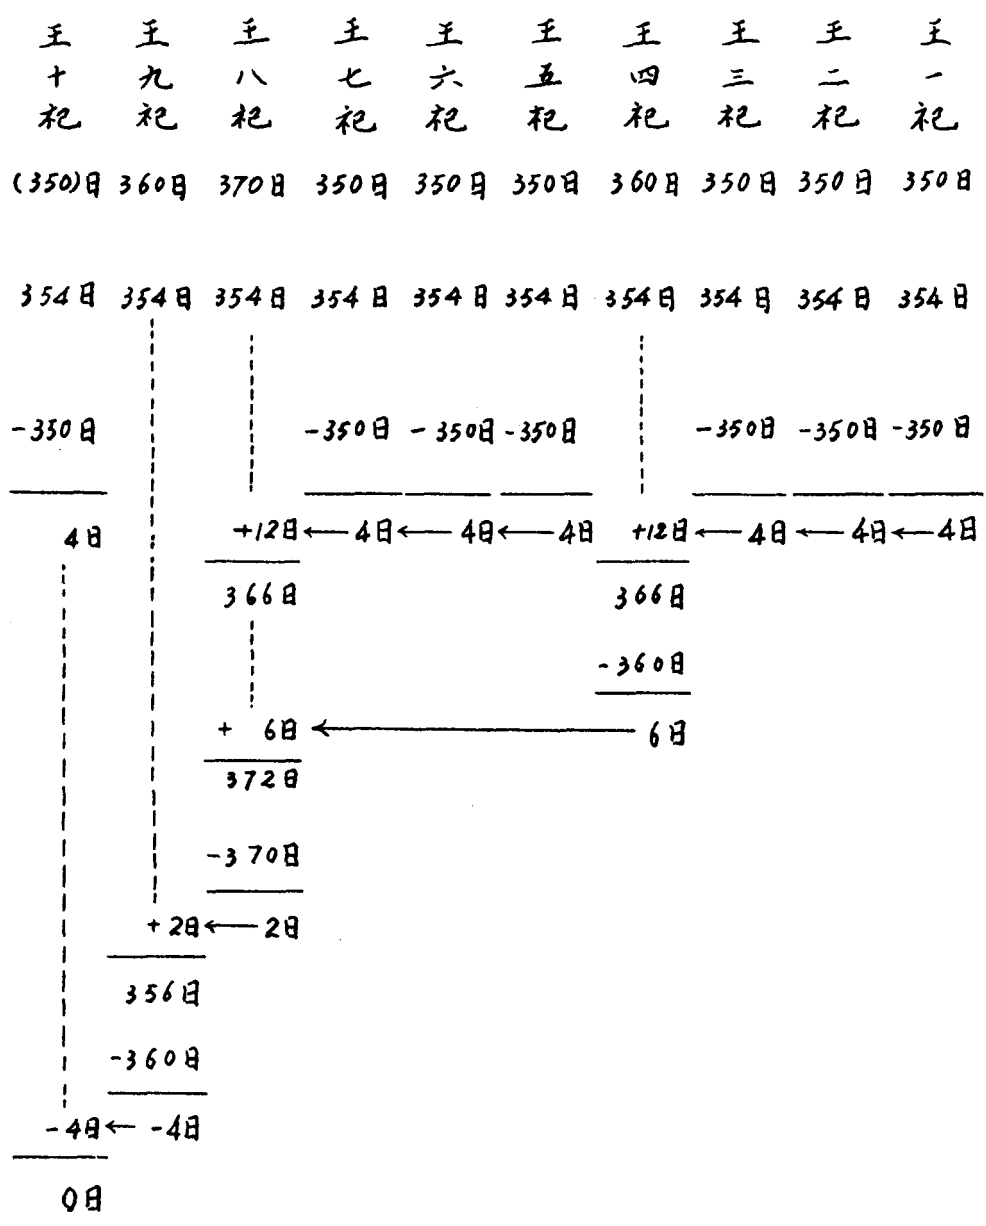 王十祀 王九祀 王八祀 王七祀 王六祀 王五祀 王四祀 王三祀 王二祀 王一祀
(350)日 360日 370日 350日 350日 350日 360日 350日 350日 350日
354日 354日 354日 354日 354日 354日 354日 354日 354日 354日
-350日 -350日 -350日 -350日 -350日 -350日 -350日
4日 +12日 ← 4日 ← 4日 ← 4日 +12日 ← 4日 ← 4日 ← 4日
366日 366日
-360日
+ 6日 ← 6日
372日
-370日
+2日 ← 2日
356日
-360日
-4日 ← -4日
0日